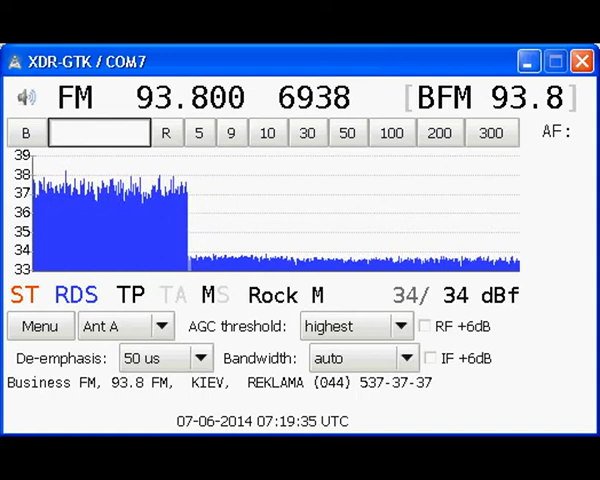 XDR-GTK / COM7
FM 93.800 6938 [BFM 93.8]
B R 5 9 10 30 50 100 200 300 AF:
39
38
37
36
35
34
33
ST RDS TP TA MS Rock M 34/ 34 dBf
Menu Ant A AGC threshold: highest RF +6dB
De-emphasis: 50 us Bandwidth: auto IF +6dB
Business FM, 93.8 FM, KIEV, REKLAMA (044) 537-37-37
07-06-2014 07:19:35 UTC